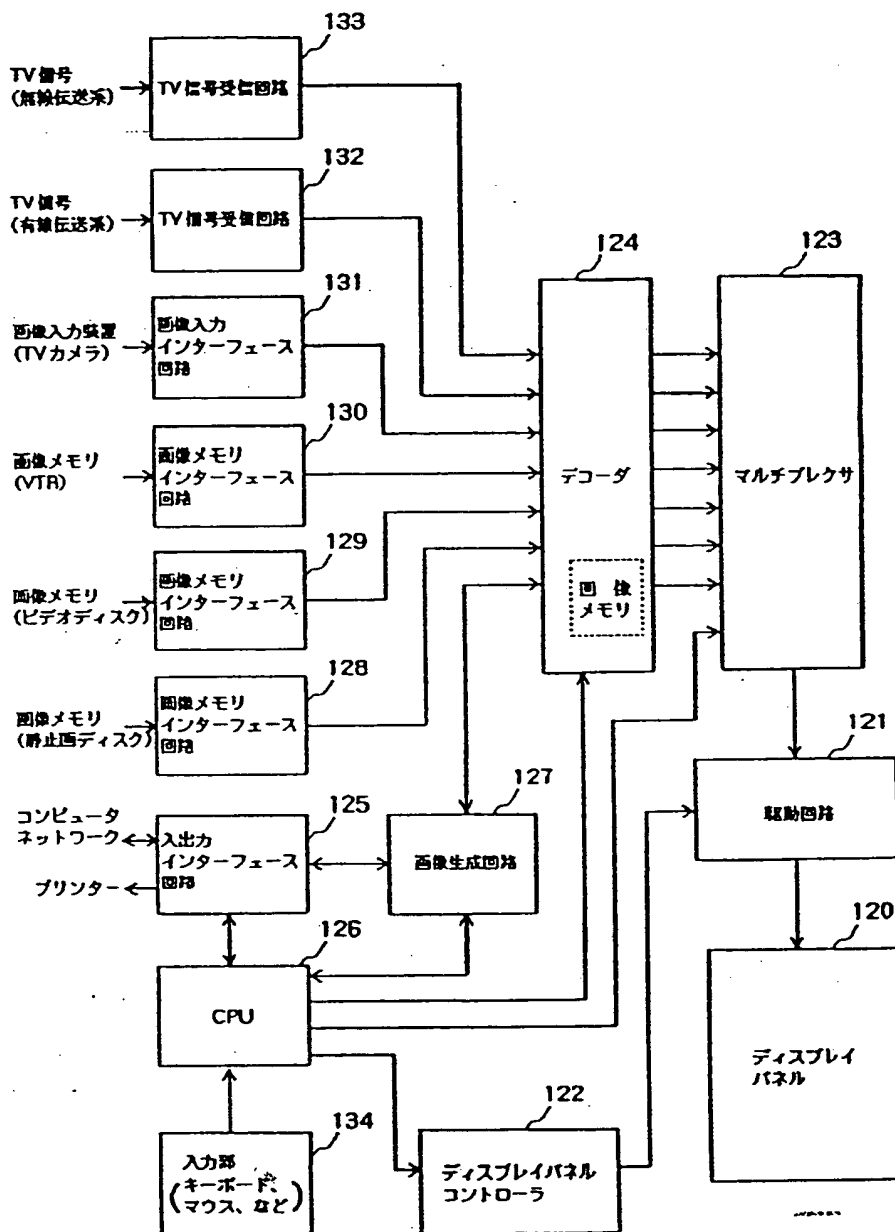 133
TV信号
(無線伝送系)
TV信号受信回路
132
TV信号
(有線伝送系)
TV信号受信回路
124
123
131
画像入力装置
(TVカメラ)
画像入力
インターフェース
回路
130
画像メモリ
(VTR)
画像メモリ
インターフェース
回路
デコーダ
マルチプレクサ
129
画像メモリ
(ビデオディスク)
画像メモリ
インターフェース
回路
画像
メモリ
128
画像メモリ
(静止画ディスク)
画像メモリ
インターフェース
回路
121
127
125
駆動回路
コンピュータ
ネットワーク
プリンター
入出力
インターフェース
回路
画像生成回路
126
120
CPU
ディスプレイ
パネル
122
134
入力部
(キーボード、
マウス、など)
ディスプレイパネル
コントローラ